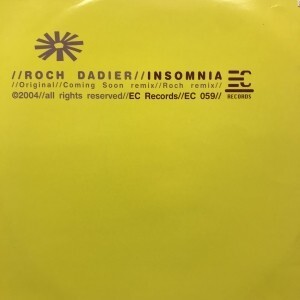 //ROCH DADIER//INSOMNIA
//Original//Coming Soon remix//Roch remix//
©2004//all rights reserved//EC Records//EC 059//
EC
RECORDS